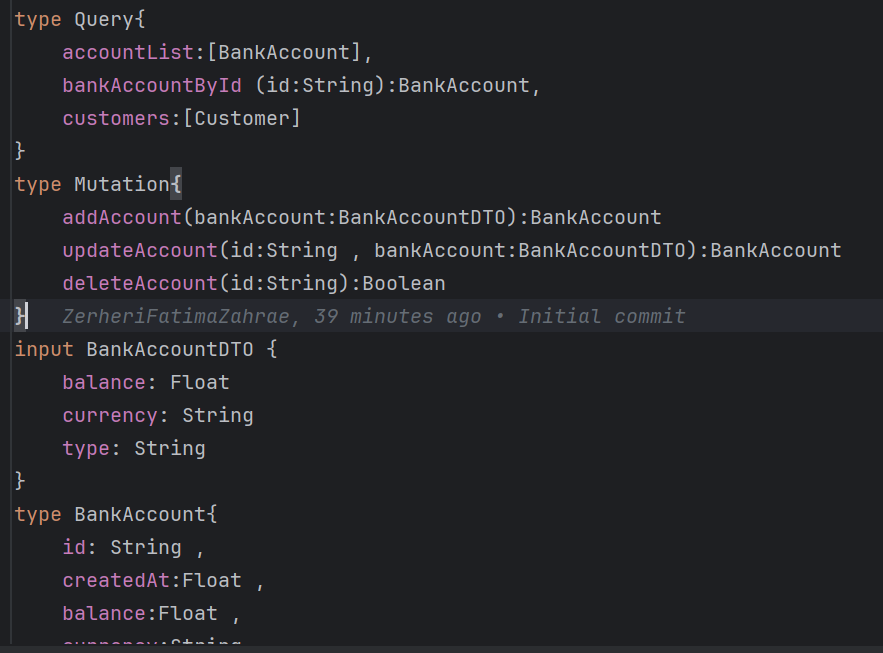 type Query{
    accountList:[BankAccount],
    bankAccountById (id:String):BankAccount,
    customers:[Customer]
}
type Mutation{
    addAccount(bankAccount:BankAccountDTO):BankAccount
    updateAccount(id:String , bankAccount:BankAccountDTO):BankAccount
    deleteAccount(id:String):Boolean
}   ZerheriFatimaZahrae, 39 minutes ago • Initial commit
input BankAccountDTO {
    balance: Float
    currency: String
    type: String
}
type BankAccount{
    id: String ,
    createdAt:Float ,
    balance:Float ,
    currency:String